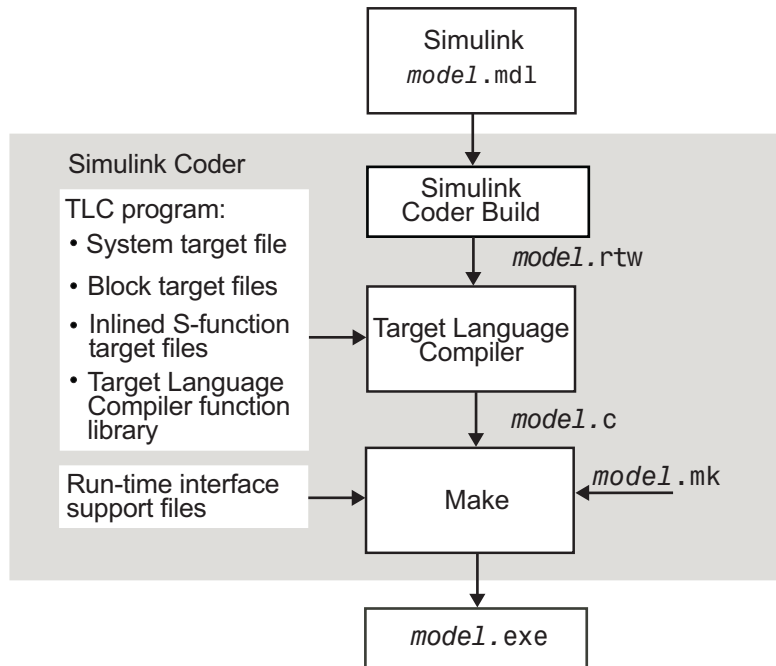 Simulink
model.mdl
Simulink Coder
Simulink
Coder Build
TLC program:
• System target file
• Block target files
• Inlined S-function
target files
• Target Language
Compiler function
library
model.rtw
Target Language
Compiler
model.c
Run-time interface
support files
Make
model.mk
model.exe